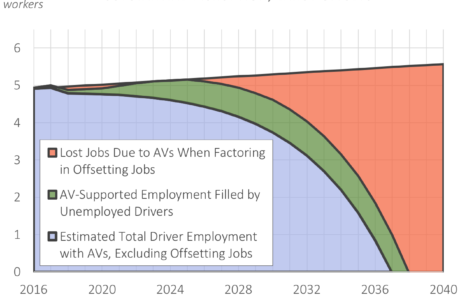 workers
6
5
4
3
2
1
0
Lost Jobs Due to AVs When Factoring
in Offsetting Jobs
AV-Supported Employment Filled by
Unemployed Drivers
Estimated Total Driver Employment
with AVs, Excluding Offsetting Jobs
2016 2020 2024 2028 2032 2036 2040